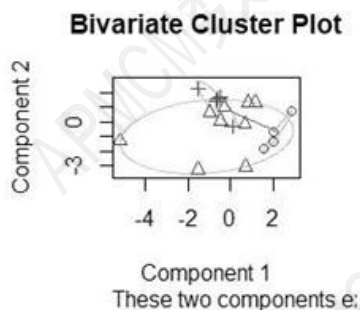 Bivariate Cluster Plot
Component 2
0
-3
-4 -2 0 2
Component 1
These two components e